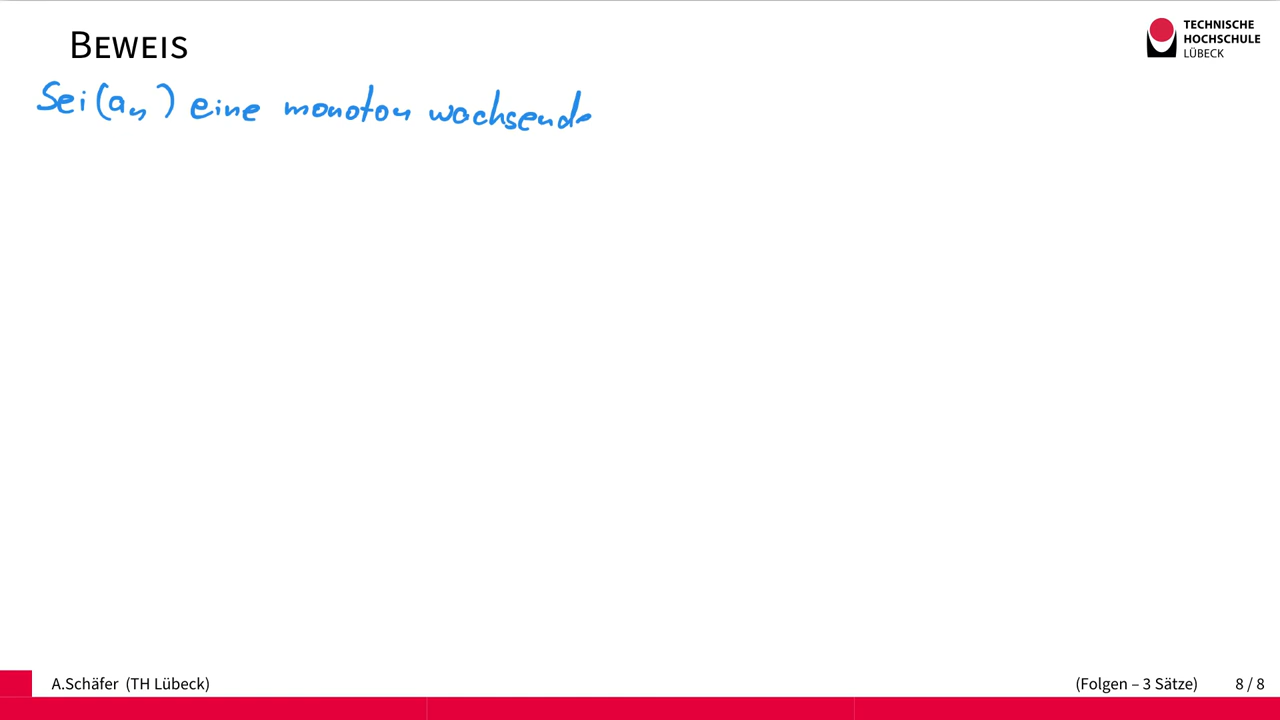 BEWEIS
TECHNISCHE
HOCHSCHULE
LÜBECK
Sei (aₙ) eine monoton wachsende
A.Schäfer (TH Lübeck)
(Folgen – 3 Sätze)
8 / 8